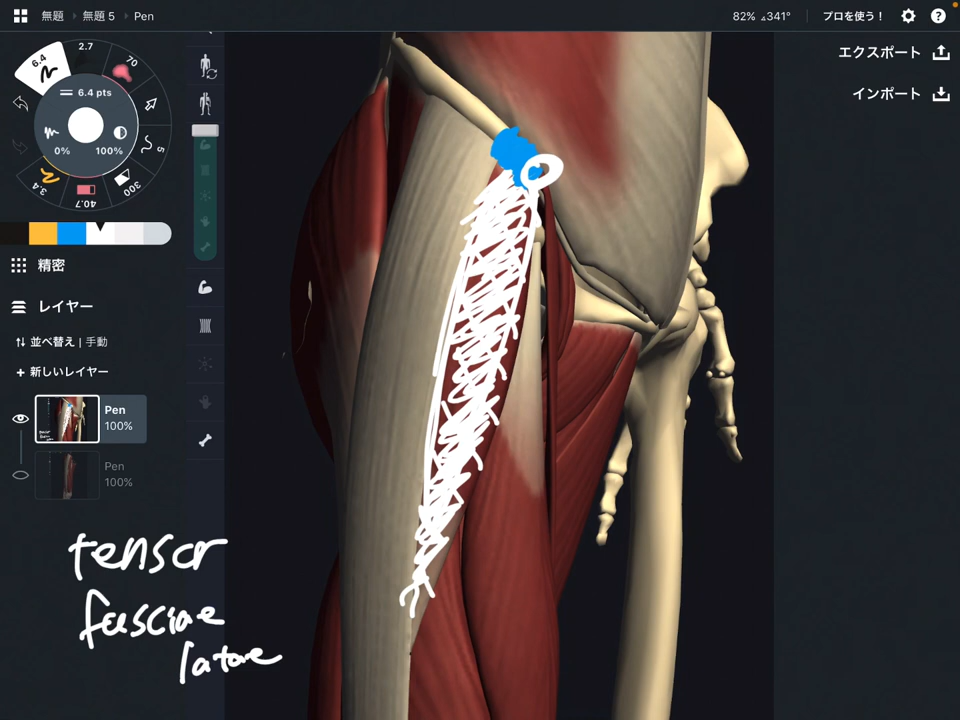 無題 › 無題 5 › Pen
82% ⊿341°
プロを使う!
エクスポート
インポート
2.7
6.4
70
6.4 pts
0%
100%
5
300
40.7
3.4
精密
レイヤー
並べ替え | 手動
+ 新しいレイヤー
Pen
100%
Pen
100%
tensor
fasciae
latae